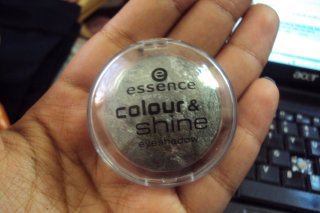 essence
colour &
shine
eyeshadow
acer